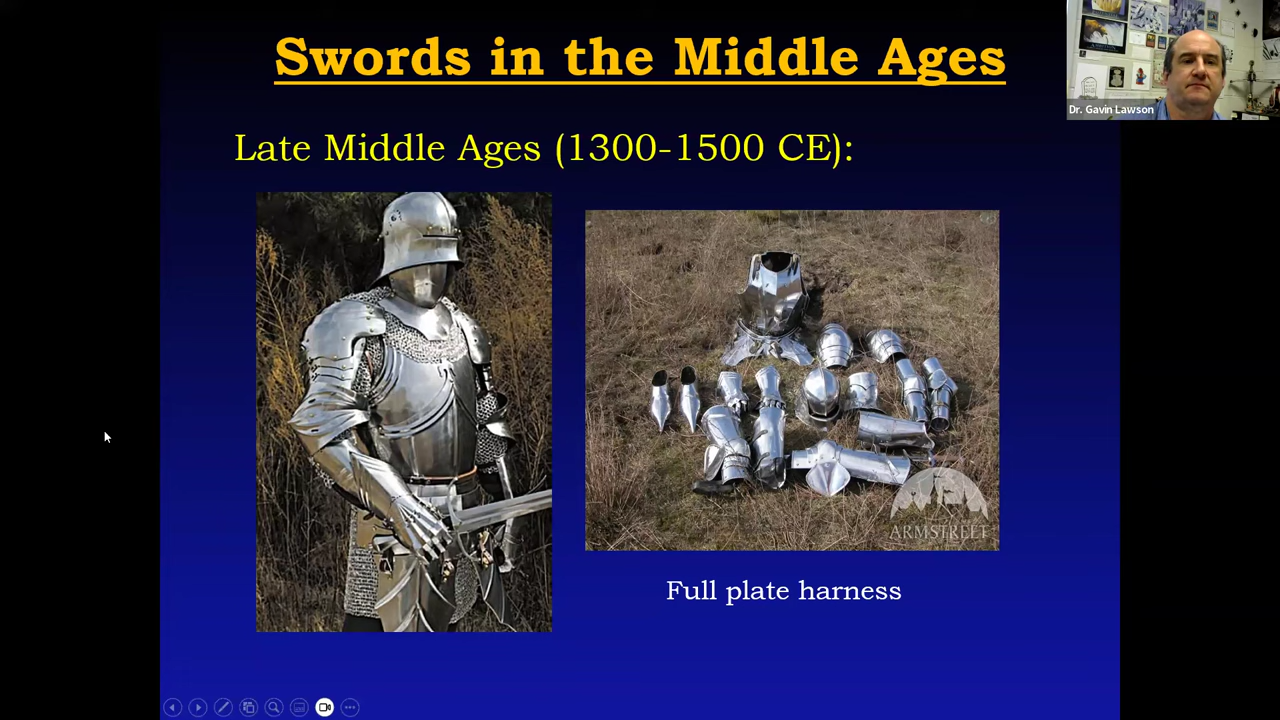 Swords in the Middle Ages
Dr. Gavin Lawson
Late Middle Ages (1300-1500 CE):
ARMSTREET
Full plate harness